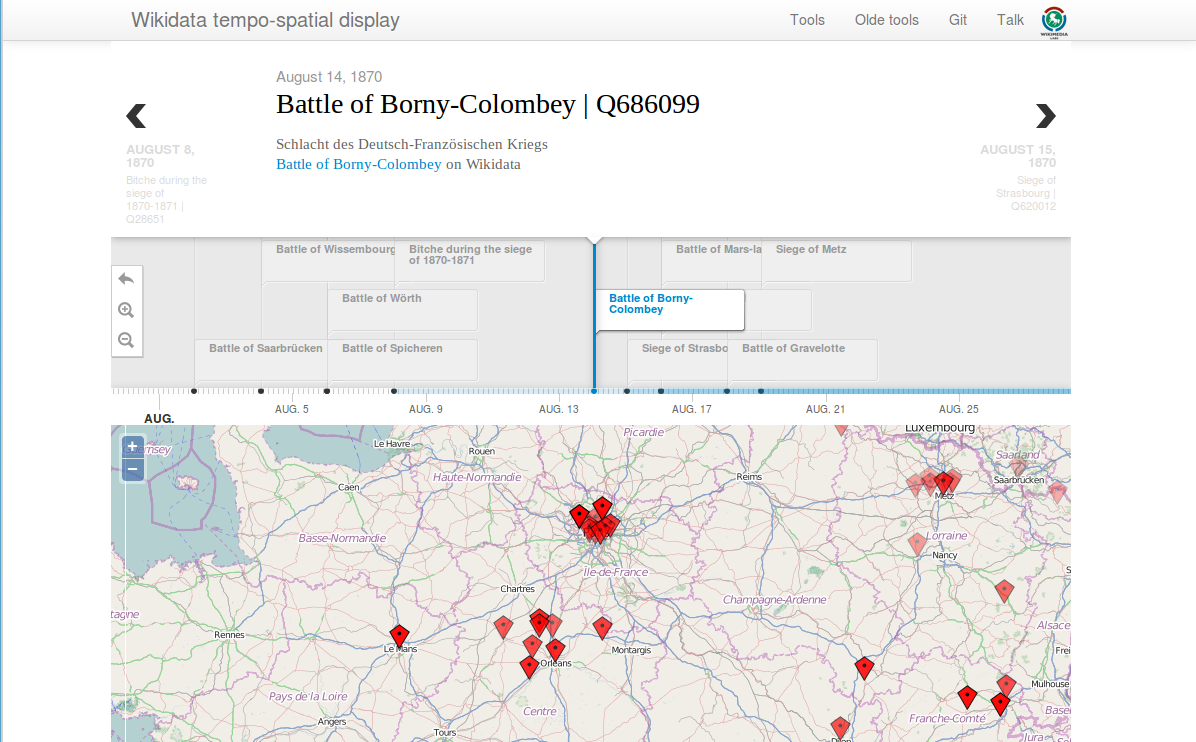 Wikidata tempo-spatial display
Tools
Olde tools
Git
Talk
WIKIMEDIA
LABS
August 14, 1870
Battle of Borny-Colombey | Q686099
Schlacht des Deutsch-Französischen Kriegs
Battle of Borny-Colombey on Wikidata
AUGUST 8,
1870
Bitche during the
siege of
1870-1871 |
Q28651
AUGUST 15,
1870
Siege of
Strasbourg |
Q620012
Battle of Wissembourg
Bitche during the siege
of 1870-1871
Battle of Mars-la
Siege of Metz
Battle of Wörth
Battle of Borny-
Colombey
Battle of Saarbrücken
Battle of Spicheren
Siege of Strasbo
Battle of Gravelotte
AUG.
AUG. 5
AUG. 9
AUG. 13
AUG. 17
AUG. 21
AUG. 25
+
−
Picardie
Luxembourg
Le Havre
Rouen
Saarland
Saarbrücken
Haute-Normandie
Reims
Caen
Metz
Basse-Normandie
Lorraine
Nancy
Île-de-France
Chartres
Champagne-Ardenne
tagne
Rennes
Le Mans
Montargis
Alsace
Orléans
Mulhouse
Pays de la Loire
Centre
Franche-Comté
Angers
Tours
Dijon
Jura